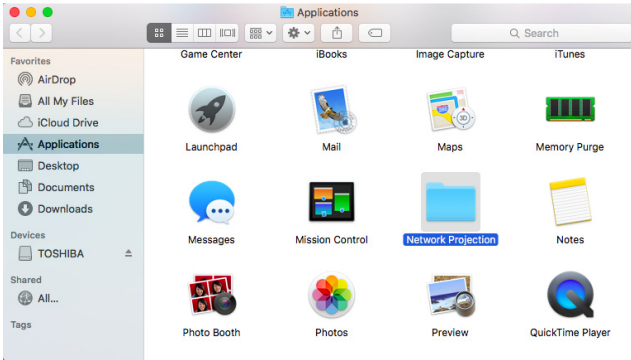 Applications
Search
Favorites
AirDrop
All My Files
iCloud Drive
Applications
Desktop
Documents
Downloads
Devices
TOSHIBA
Shared
All...
Tags
Game Center iBooks Image Capture iTunes
Launchpad Mail Maps Memory Purge
3D
Messages Mission Control Network Projection Notes
Photo Booth Photos Preview QuickTime Player